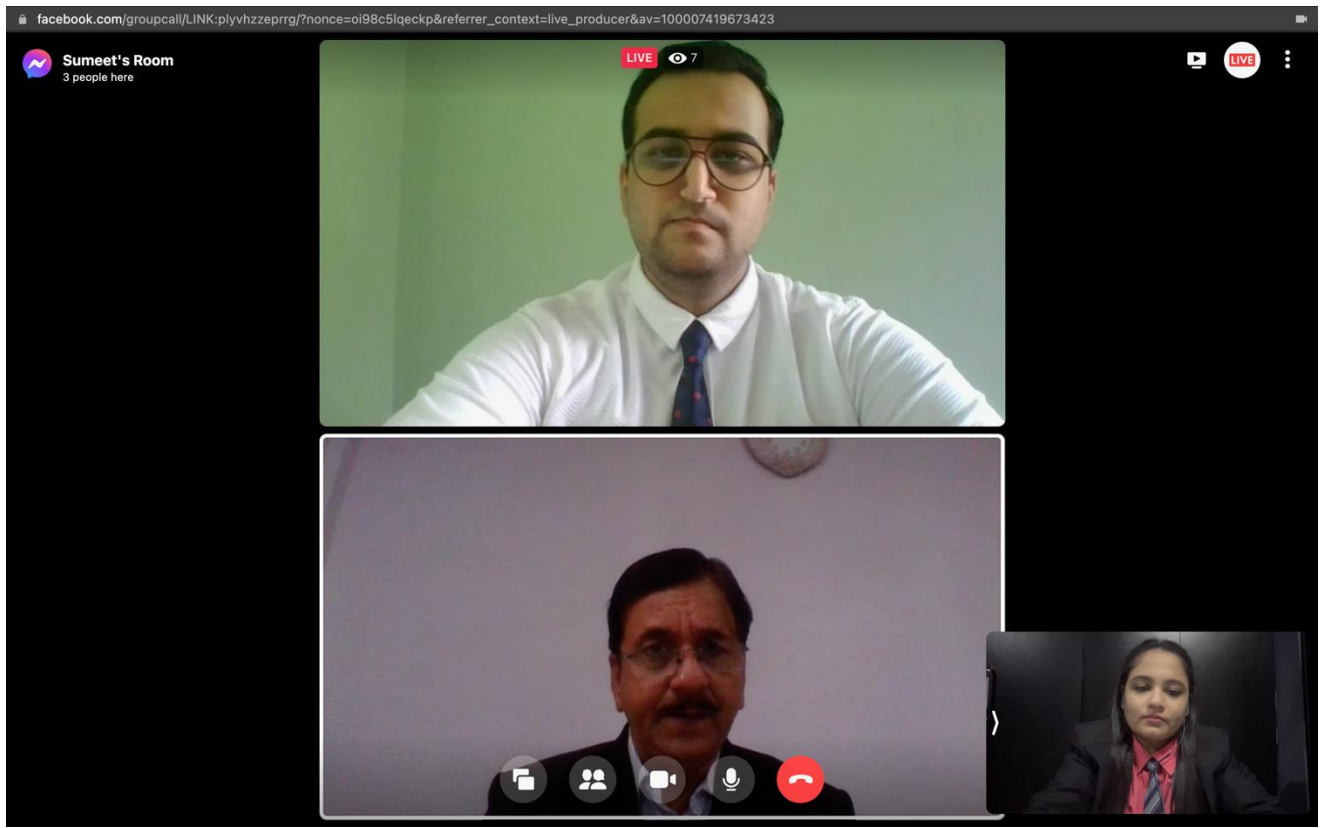 facebook.com/groupcall/LINK:plyvhzzeprrg/?nonce=oi98c5lqeckp&referrer_context=live_producer&av=100007419673423
Sumeet's Room
3 people here
LIVE 7
LIVE